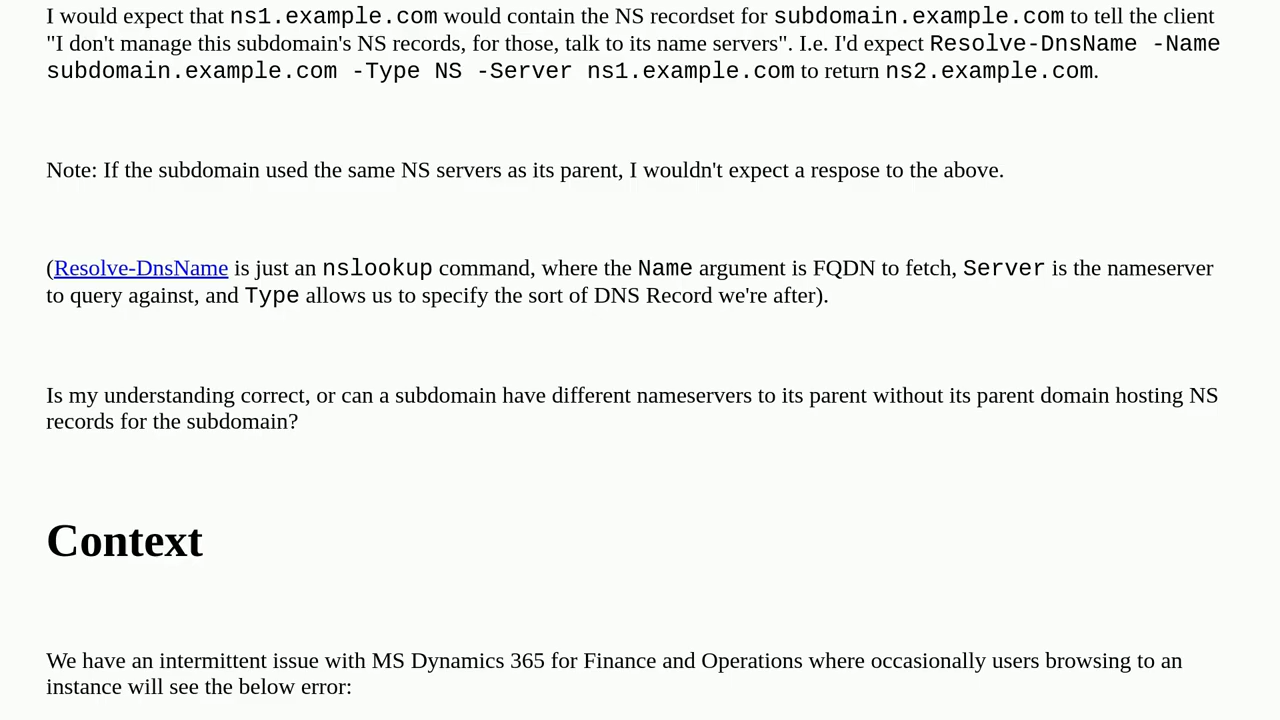 I would expect that ns1.example.com would contain the NS recordset for subdomain.example.com to tell the client
"I don't manage this subdomain's NS records, for those, talk to its name servers". I.e. I'd expect Resolve-DnsName -Name
subdomain.example.com -Type NS -Server ns1.example.com to return ns2.example.com.
Note: If the subdomain used the same NS servers as its parent, I wouldn't expect a respose to the above.
(Resolve-DnsName is just an nslookup command, where the Name argument is FQDN to fetch, Server is the nameserver
to query against, and Type allows us to specify the sort of DNS Record we're after).
Is my understanding correct, or can a subdomain have different nameservers to its parent without its parent domain hosting NS
records for the subdomain?
Context
We have an intermittent issue with MS Dynamics 365 for Finance and Operations where occasionally users browsing to an
instance will see the below error: